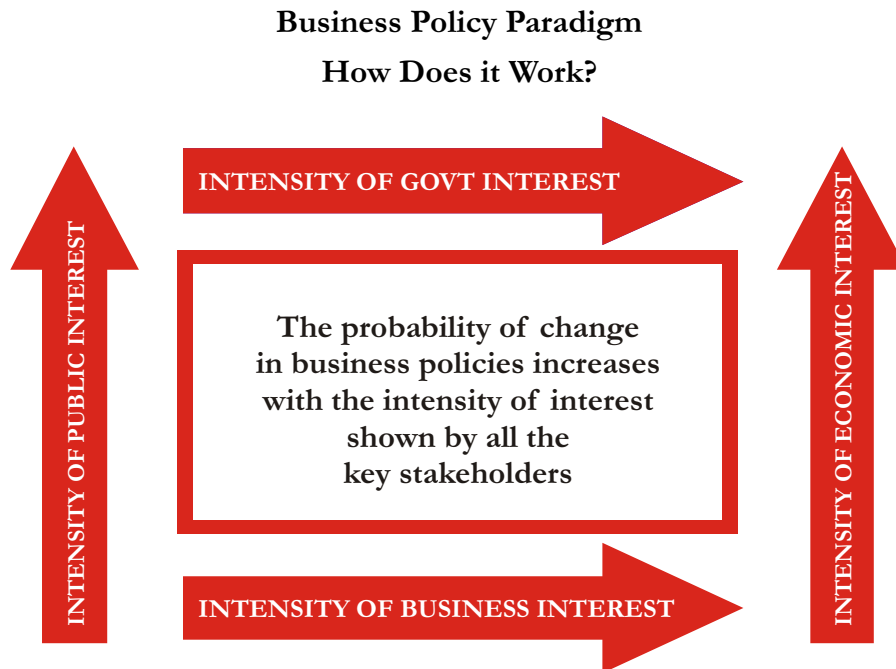 Business Policy Paradigm
How Does it Work?
INTENSITY OF GOVT INTEREST
INTENSITY OF PUBLIC INTEREST
The probability of change
in business policies increases
with the intensity of interest
shown by all the
key stakeholders
INTENSITY OF ECONOMIC INTEREST
INTENSITY OF BUSINESS INTEREST